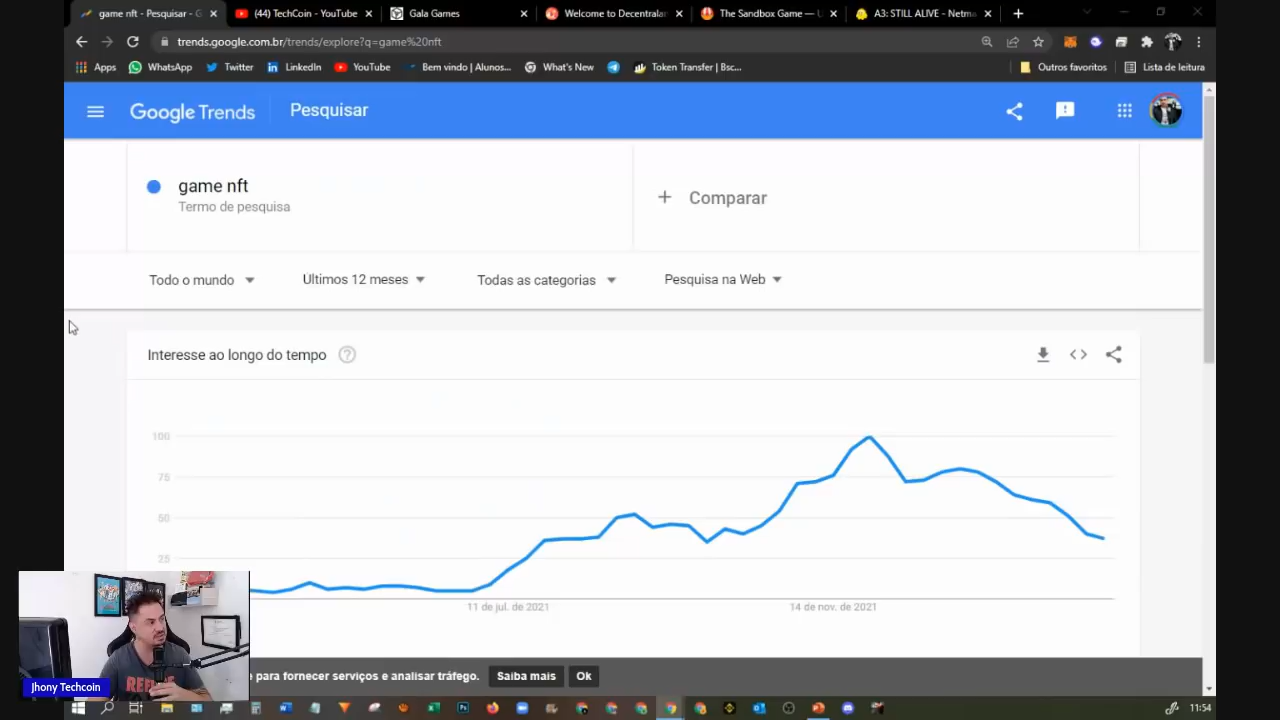 game nft - Pesquisar - G
(44) TechCoin - YouTube
Gala Games
Welcome to Decentralan
The Sandbox Game — U
A3: STILL ALIVE - Netma
trends.google.com.br/trends/explore?q=game%20nft
Apps
WhatsApp
Twitter
LinkedIn
YouTube
Bem vindo | Alunos...
What's New
Token Transfer | Bsc...
Outros favoritos
Lista de leitura
Google Trends
Pesquisar
game nft
Termo de pesquisa
+ Comparar
Todo o mundo
Ultimos 12 meses
Todas as categorias
Pesquisa na Web
Interesse ao longo do tempo
100
75
50
25
11 de jul. de 2021
14 de nov. de 2021
para fornecer serviços e analisar tráfego.
Saiba mais
Ok
Jhony Techcoin
11:54